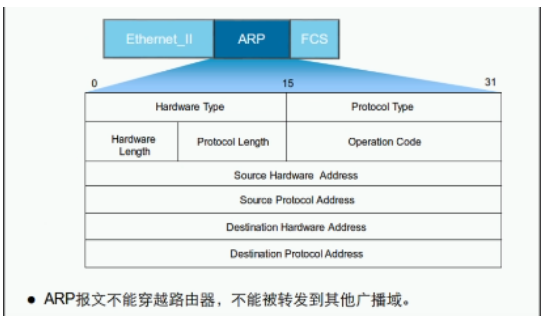 Ethernet_II ARP FCS
0 15 31
Hardware Type Protocol Type
Hardware Length Protocol Length Operation Code
Source Hardware Address
Source Protocol Address
Destination Hardware Address
Destination Protocol Address
● ARP报文不能穿越路由器，不能被转发到其他广播域。